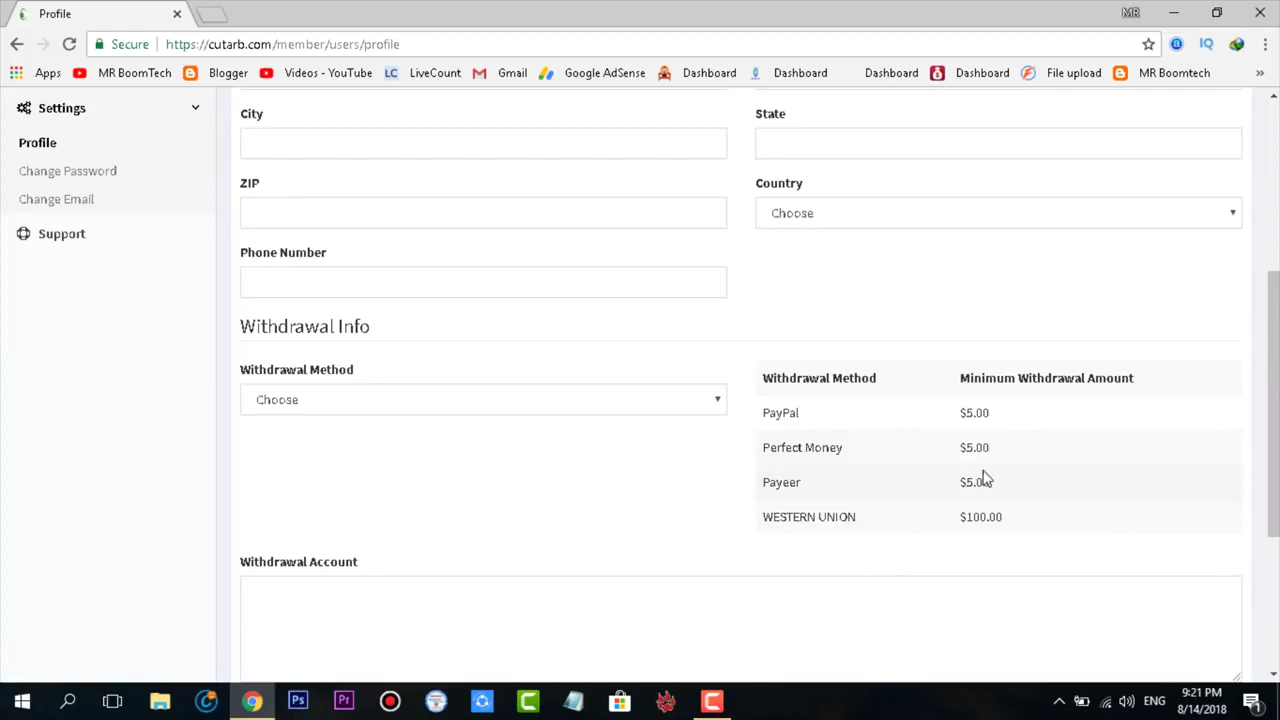 Profile
MR
Secure https://cutarb.com/member/users/profile
Apps MR BoomTech Blogger Videos - YouTube LC LiveCount Gmail Google AdSense Dashboard Dashboard Dashboard Dashboard File upload MR Boomtech »
Settings
Profile
Change Password
Change Email
Support
City State
ZIP Country
Choose
Phone Number
Withdrawal Info
Withdrawal Method
Choose
Withdrawal Method Minimum Withdrawal Amount
PayPal $5.00
Perfect Money $5.00
Payeer $5.0
WESTERN UNION $100.00
Withdrawal Account
ENG 9:21 PM
8/14/2018